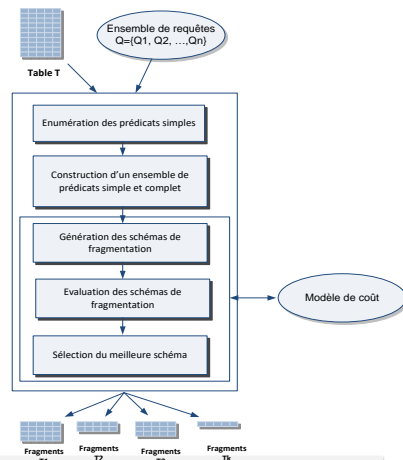 Ensemble de requêtes
Q={Q1, Q2, …,Qn}
Table T
Enumération des prédicats simples
Construction d'un ensemble de
prédicats simple et complet
Génération des schémas de
fragmentation
Evaluation des schémas de
fragmentation
Modèle de coût
Sélection du meilleure schéma
Fragments Fragments Fragments Fragments
T1 T2 T3 Tk